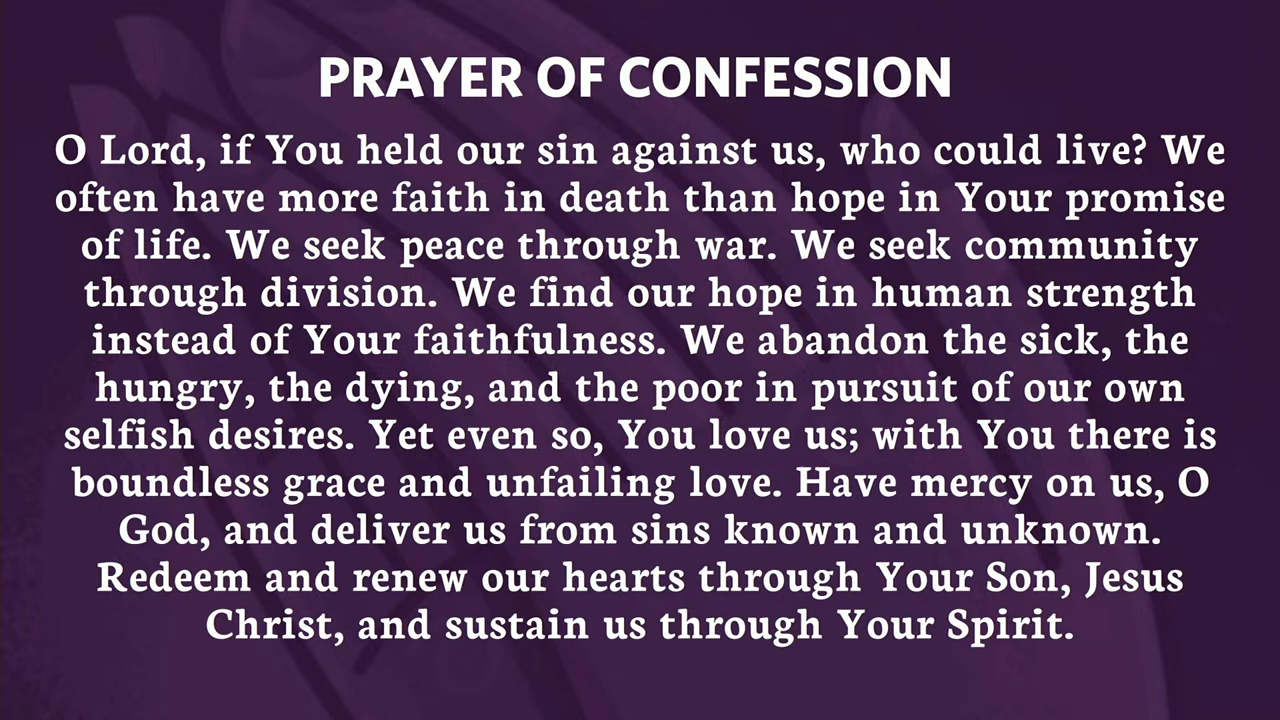 PRAYER OF CONFESSION
O Lord, if You held our sin against us, who could live? We
often have more faith in death than hope in Your promise
of life. We seek peace through war. We seek community
through division. We find our hope in human strength
instead of Your faithfulness. We abandon the sick, the
hungry, the dying, and the poor in pursuit of our own
selfish desires. Yet even so, You love us; with You there is
boundless grace and unfailing love. Have mercy on us, O
God, and deliver us from sins known and unknown.
Redeem and renew our hearts through Your Son, Jesus
Christ, and sustain us through Your Spirit.